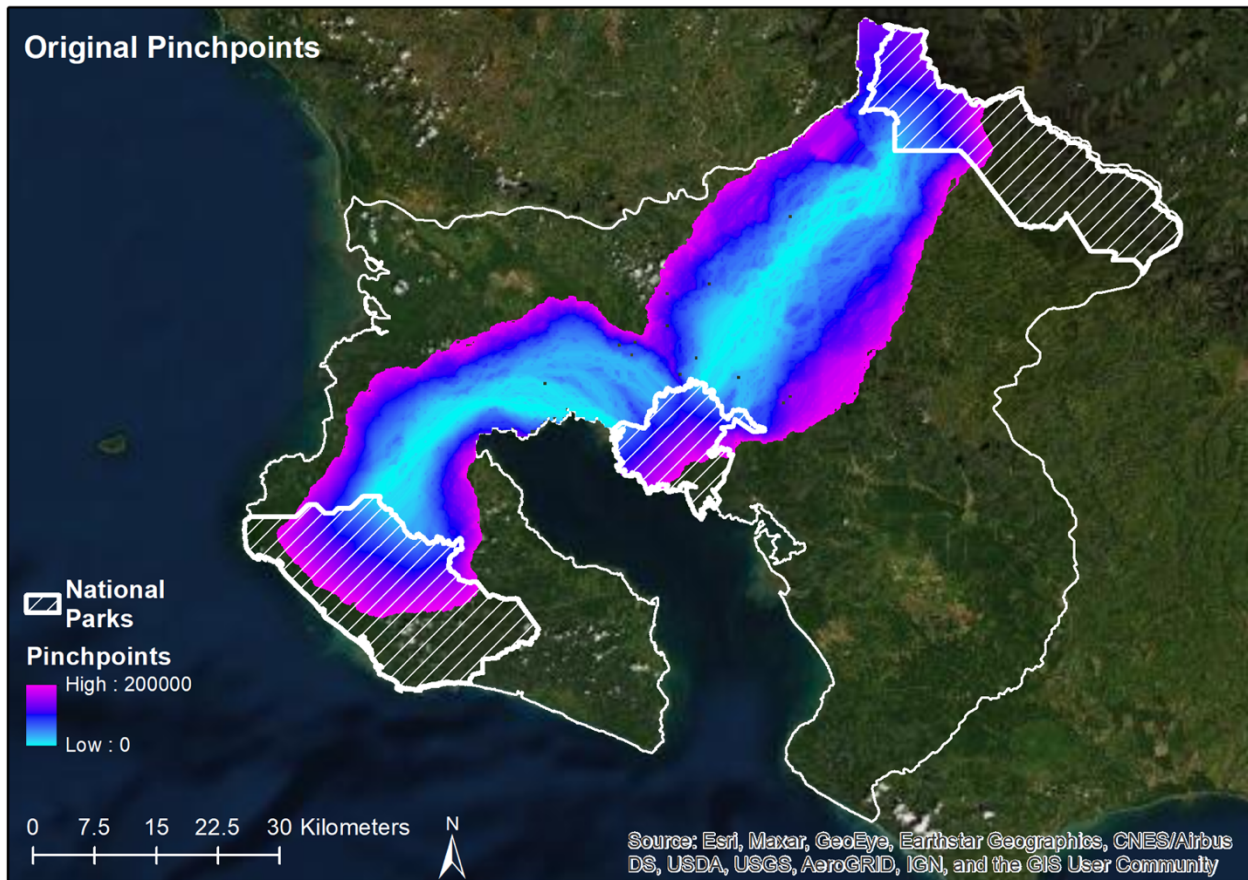 Original Pinchpoints
National
Parks
Pinchpoints
High : 200000
Low : 0
0 7.5 15 22.5 30 Kilometers
N
Source: Esri, Maxar, GeoEye, Earthstar Geographics, CNES/Airbus
DS, USDA, USGS, AeroGRID, IGN, and the GIS User Community